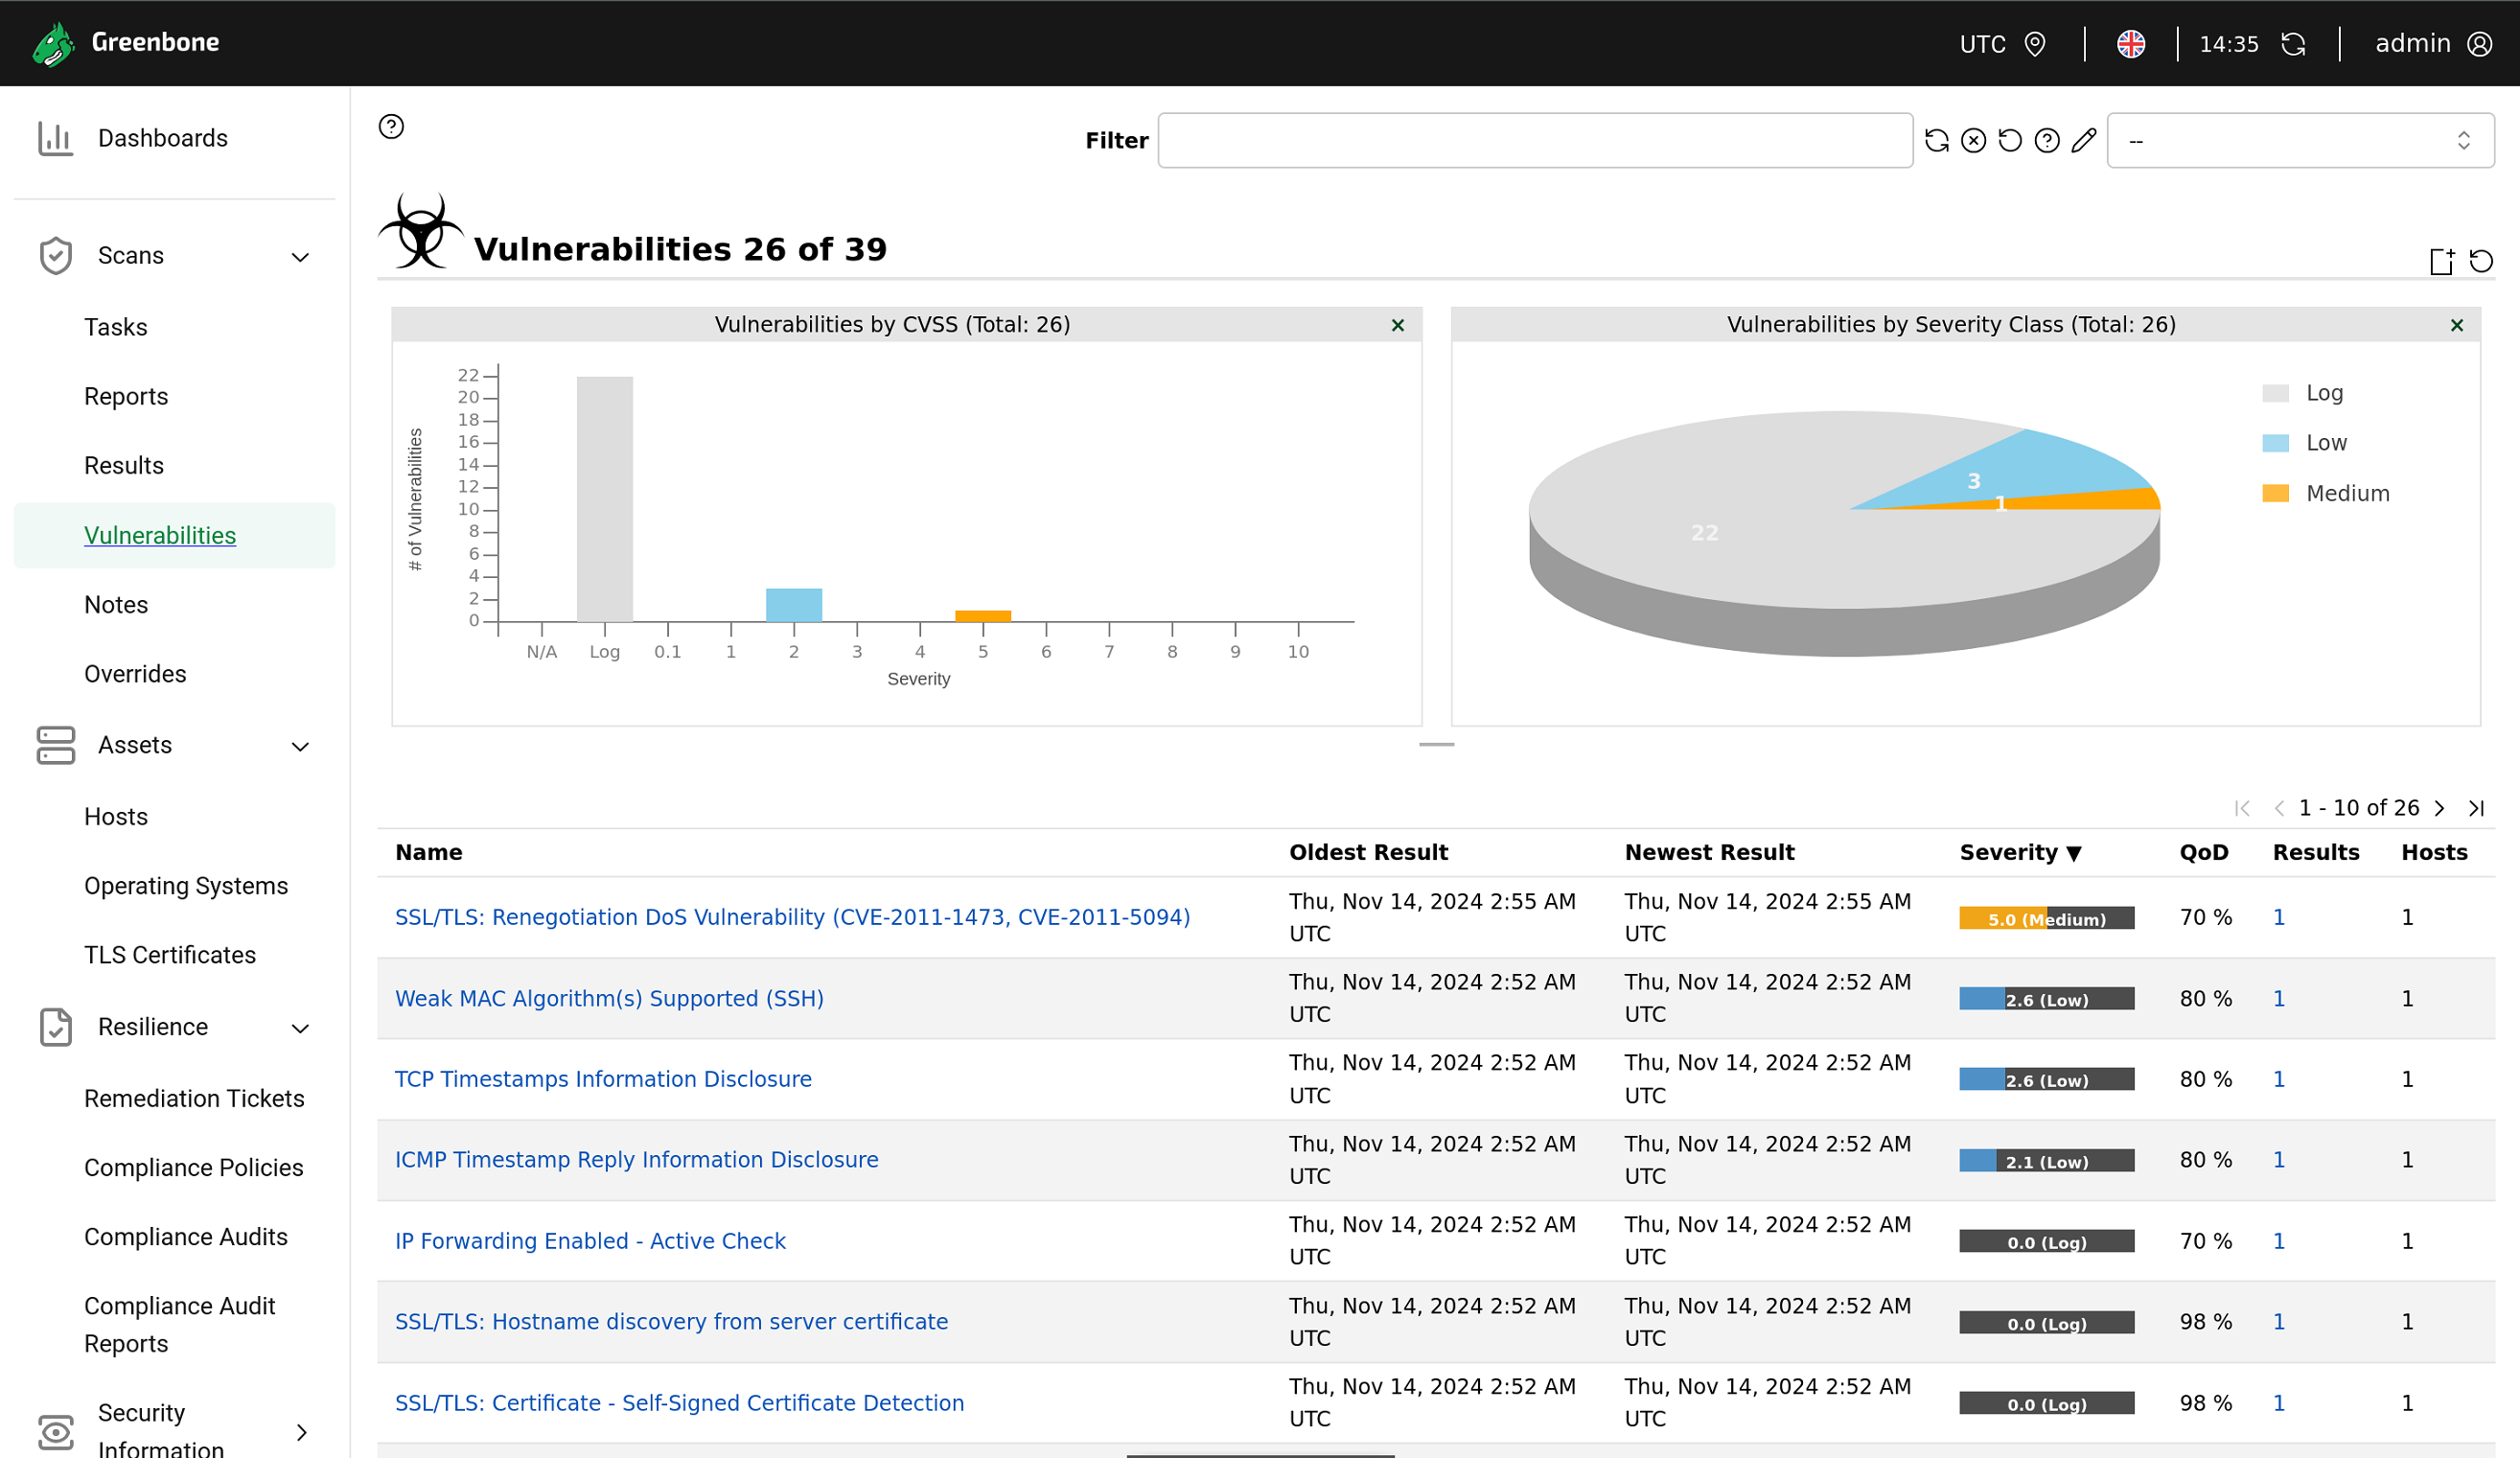 Greenbone
UTC
14:35
admin
Dashboards
Scans
Tasks
Reports
Results
Vulnerabilities
Notes
Overrides
Assets
Hosts
Operating Systems
TLS Certificates
Resilience
Remediation Tickets
Compliance Policies
Compliance Audits
Compliance Audit
Reports
Security
Information
Filter
--
Vulnerabilities 26 of 39
Vulnerabilities by CVSS (Total: 26)
# of Vulnerabilities
22
20
18
16
14
12
10
8
6
4
2
0
N/A Log 0.1 1 2 3 4 5 6 7 8 9 10
Severity
Vulnerabilities by Severity Class (Total: 26)
3
1
22
Log
Low
Medium
1 - 10 of 26
Name Oldest Result Newest Result Severity ▼ QoD Results Hosts
SSL/TLS: Renegotiation DoS Vulnerability (CVE-2011-1473, CVE-2011-5094) Thu, Nov 14, 2024 2:55 AM UTC Thu, Nov 14, 2024 2:55 AM UTC 5.0 (Medium) 70 % 1 1
Weak MAC Algorithm(s) Supported (SSH) Thu, Nov 14, 2024 2:52 AM UTC Thu, Nov 14, 2024 2:52 AM UTC 2.6 (Low) 80 % 1 1
TCP Timestamps Information Disclosure Thu, Nov 14, 2024 2:52 AM UTC Thu, Nov 14, 2024 2:52 AM UTC 2.6 (Low) 80 % 1 1
ICMP Timestamp Reply Information Disclosure Thu, Nov 14, 2024 2:52 AM UTC Thu, Nov 14, 2024 2:52 AM UTC 2.1 (Low) 80 % 1 1
IP Forwarding Enabled - Active Check Thu, Nov 14, 2024 2:52 AM UTC Thu, Nov 14, 2024 2:52 AM UTC 0.0 (Log) 70 % 1 1
SSL/TLS: Hostname discovery from server certificate Thu, Nov 14, 2024 2:52 AM UTC Thu, Nov 14, 2024 2:52 AM UTC 0.0 (Log) 98 % 1 1
SSL/TLS: Certificate - Self-Signed Certificate Detection Thu, Nov 14, 2024 2:52 AM UTC Thu, Nov 14, 2024 2:52 AM UTC 0.0 (Log) 98 % 1 1